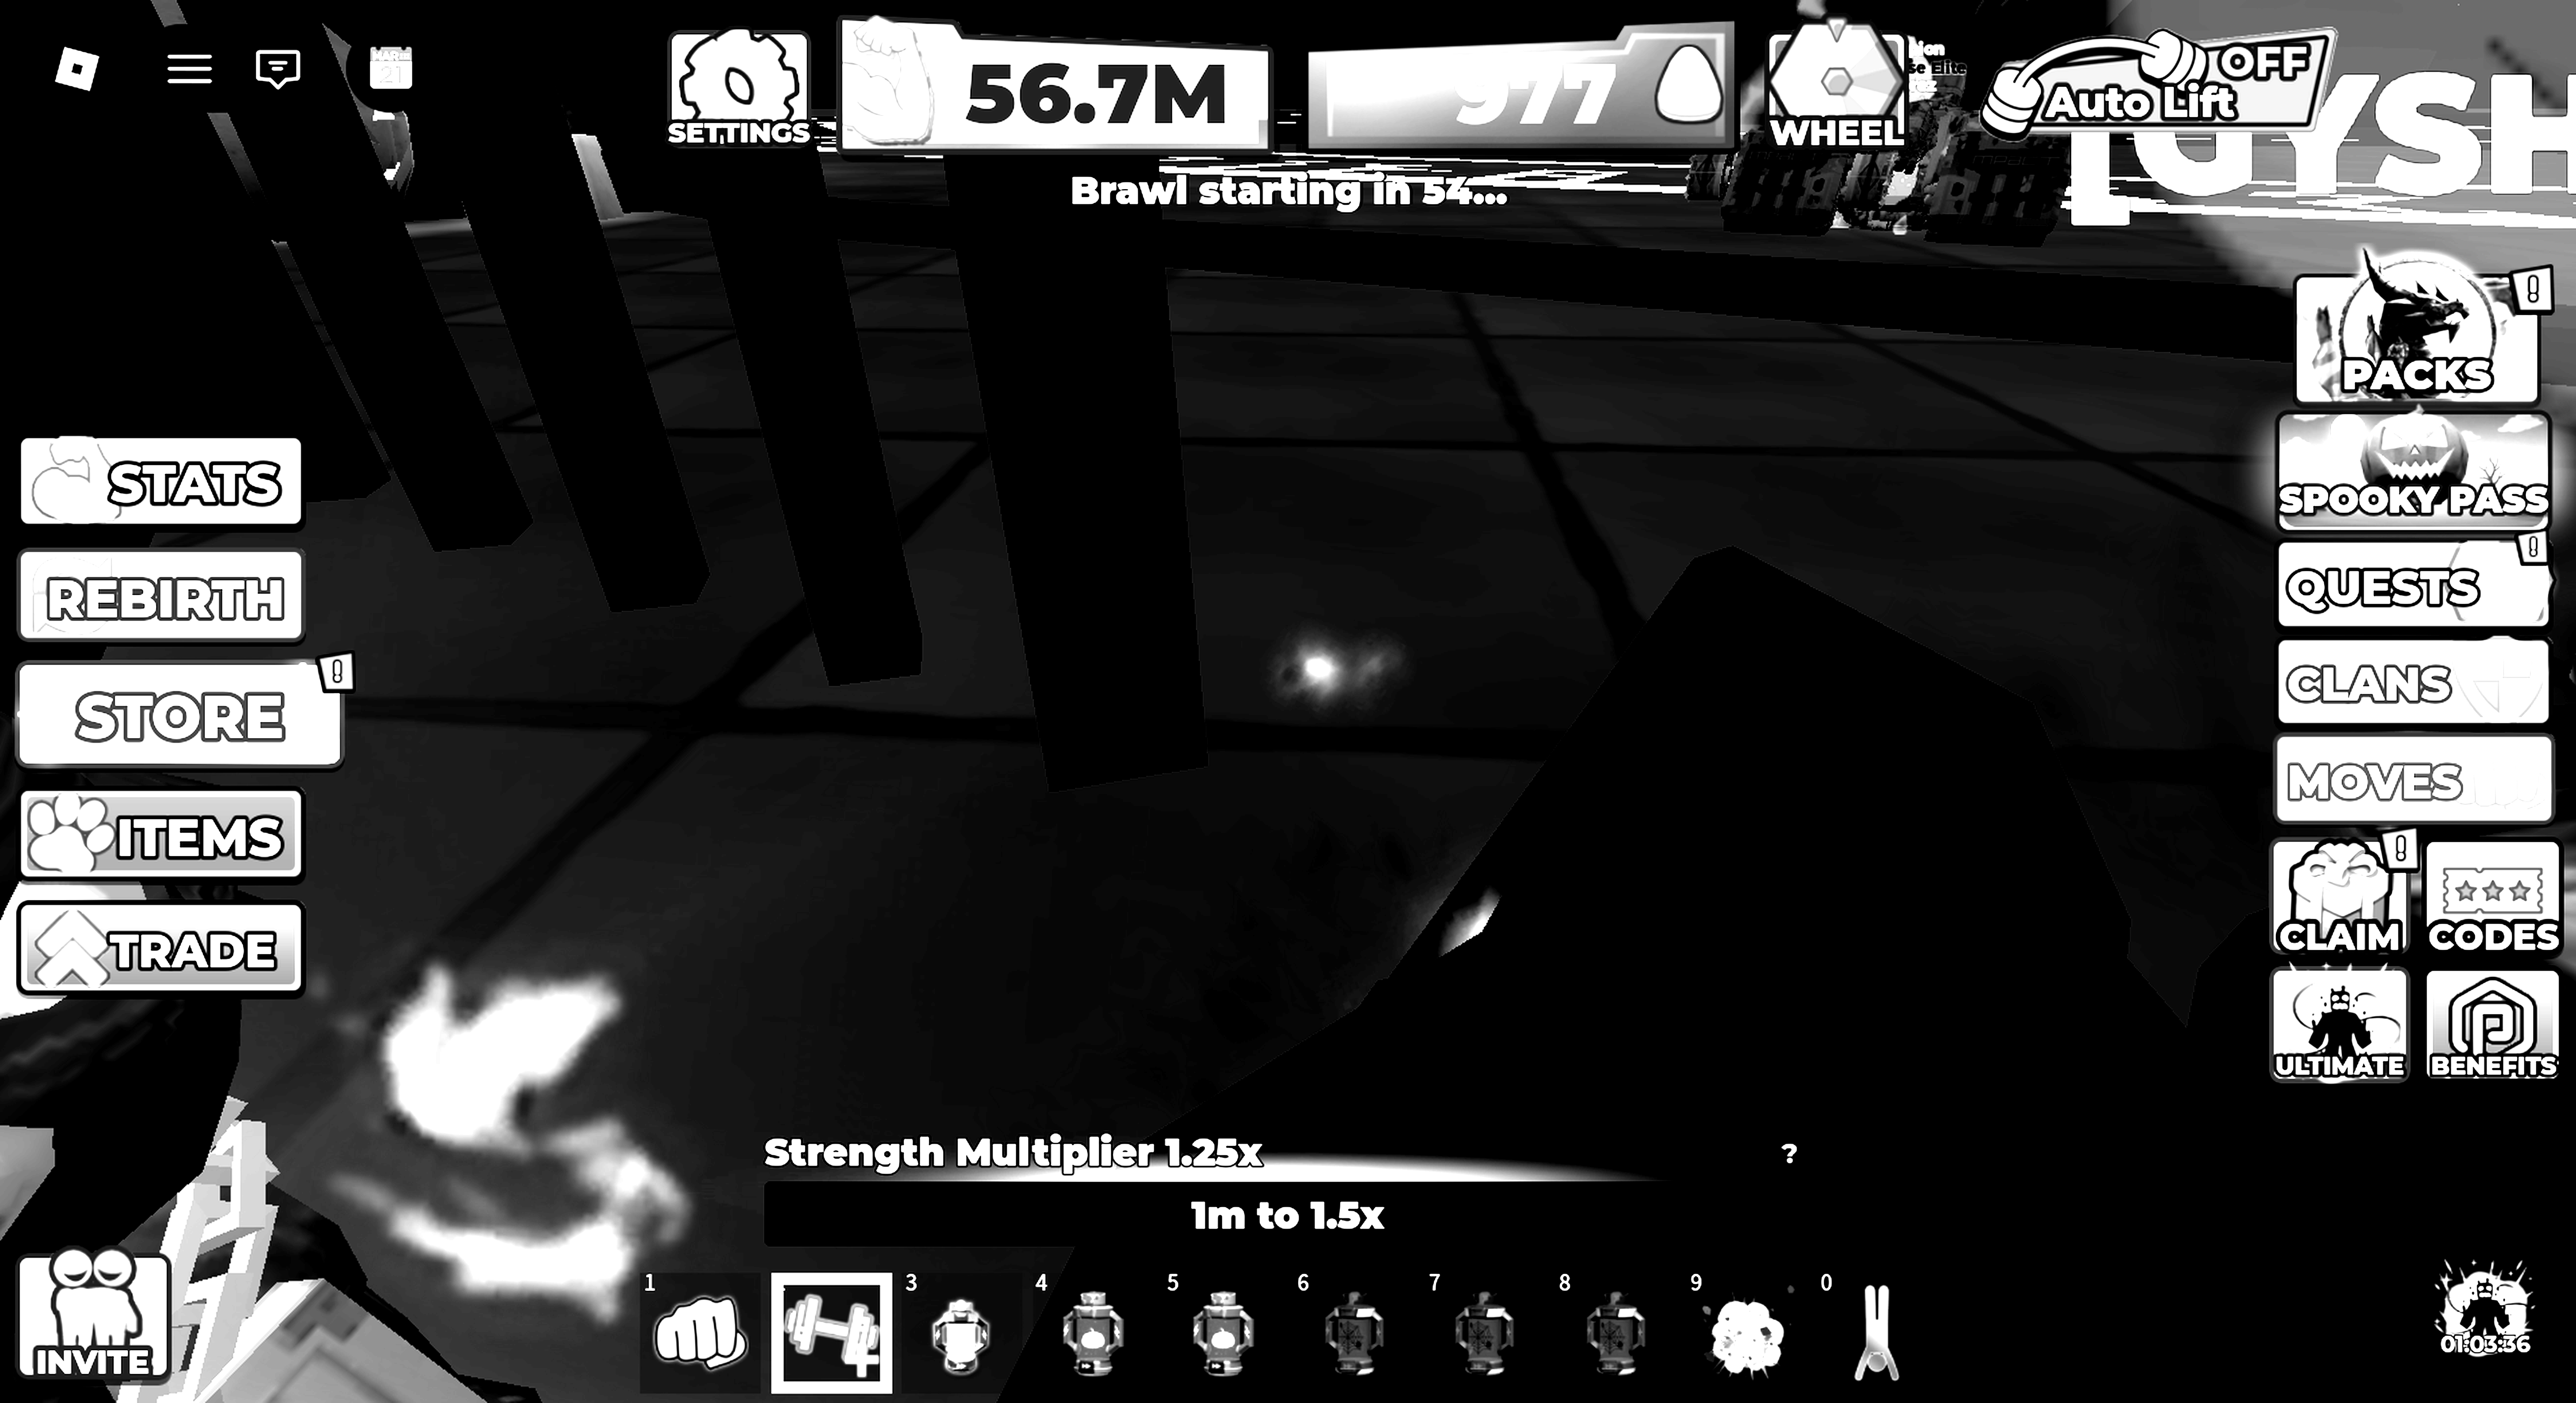 MAR
21
SETTINGS
56.7M
977
WHEEL
OFF
Auto Lift
Brawl starting in 54...
PACKS
STATS
SPOOKY PASS
REBIRTH
QUESTS
STORE
CLANS
MOVES
ITEMS
TRADE
CLAIM
CODES
ULTIMATE
BENEFITS
Strength Multiplier 1.25x
?
1m to 1.5x
INVITE
1
3
4
5
6
7
8
9
0
01:03:36